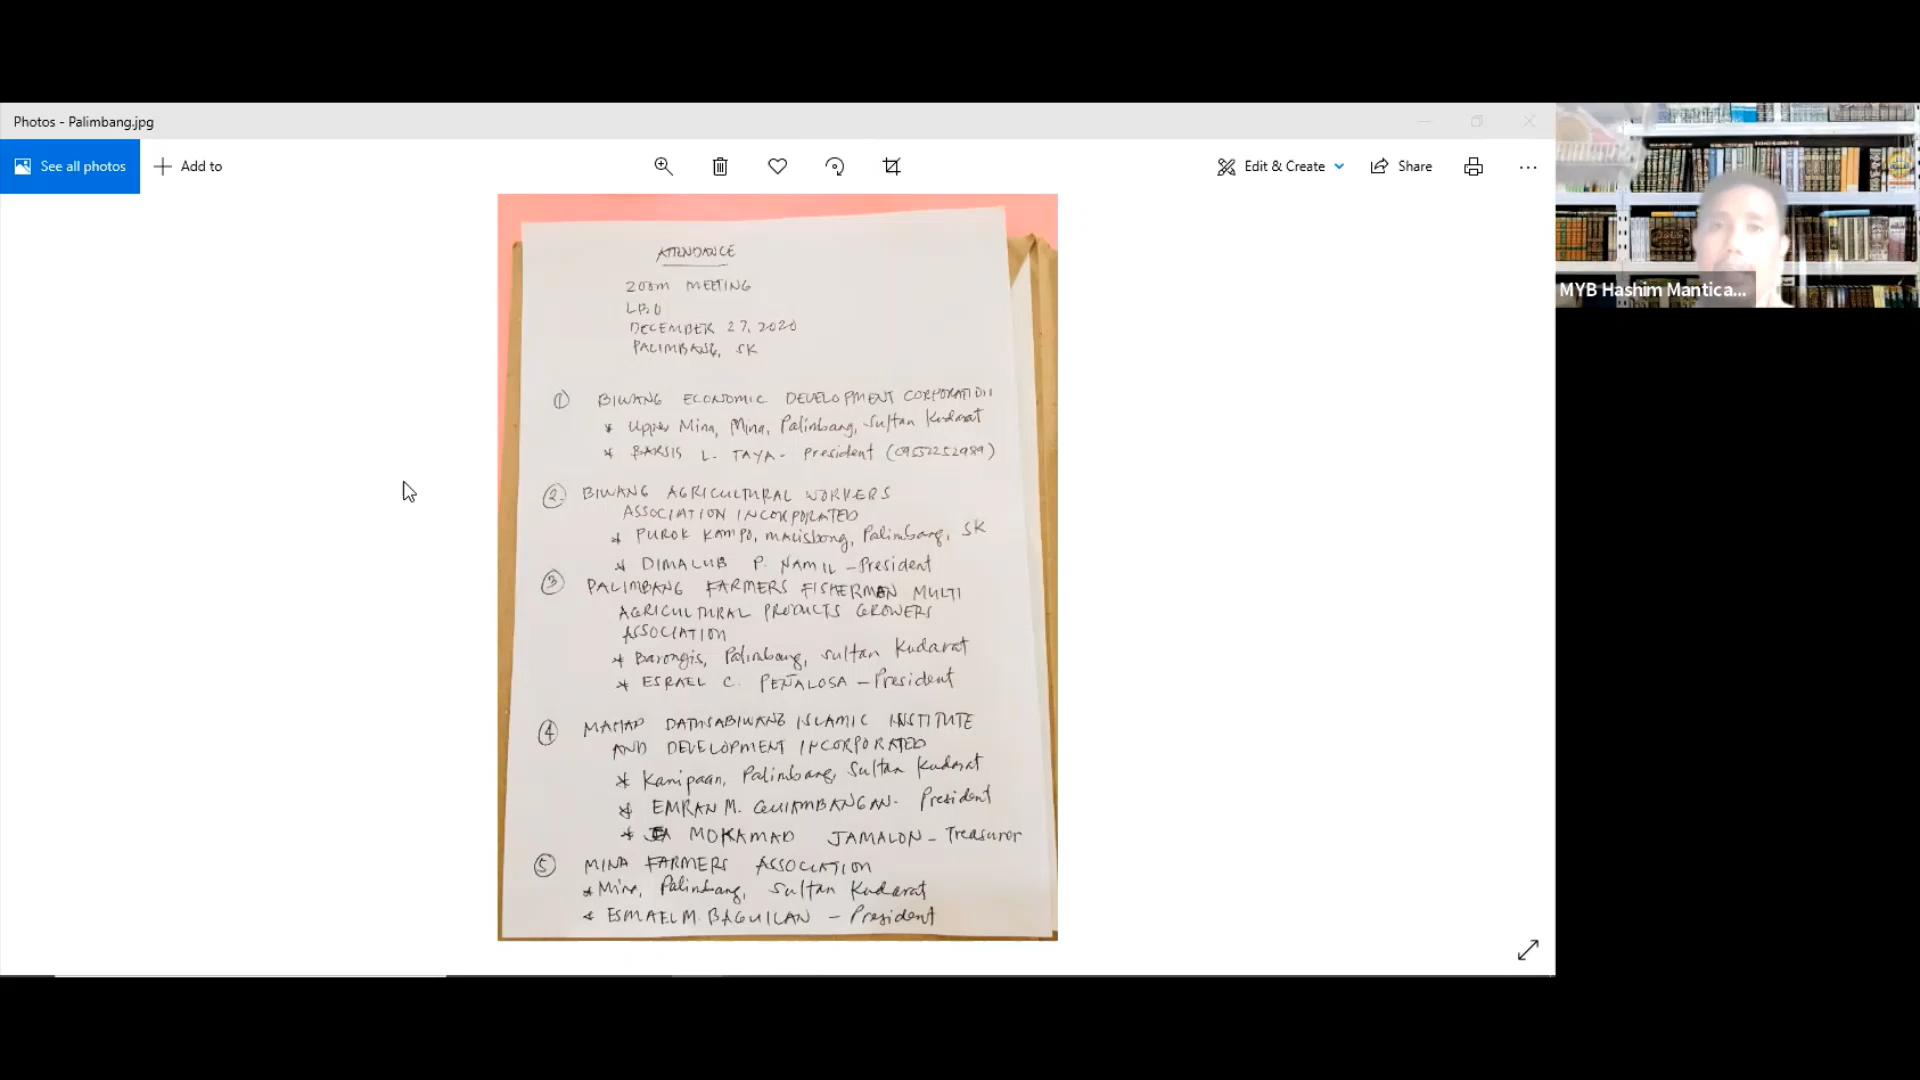 Photos - Palimbang.jpg
See all photos
Add to
Edit & Create
Share
ATTENDANCE
ZOOM MEETING
LBO
DECEMBER 27, 2020
PALIMBANG, SK
① BIWANG ECONOMIC DEVELOPMENT CORPORATION
* Upper Mina, Mina, Palimbang, Sultan Kudarat
* BARSIS L. TAYA - President (09552252989)
② BIWANG AGRICULTURAL WORKERS
ASSOCIATION INCORPORATED
* PUROK KAMPO, Malisbong, Palimbang, SK
* DIMALUB P. NAMIL - President
③ PALIMBANG FARMERS FISHERMEN MULTI
AGRICULTURAL PRODUCTS GROWERS
ASSOCIATION
* Barongis, Palimbang, Sultan Kudarat
* ESRAEL C. PEÑALOSA - President
④ MAHAD DATUSABIWANG ISLAMIC INSTITUTE
AND DEVELOPMENT INCORPORATED
* Kanipaan, Palimbang, Sultan Kudarat
* EMRAN M. GUIAMBANGAN - President
* MOKAMAD JAMALON - Treasurer
⑤ MINA FARMERS ASSOCIATION
* Mina, Palimbang, Sultan Kudarat
* ESMAEL M. BAGUILAN - President
MYB Hashim Mantica...